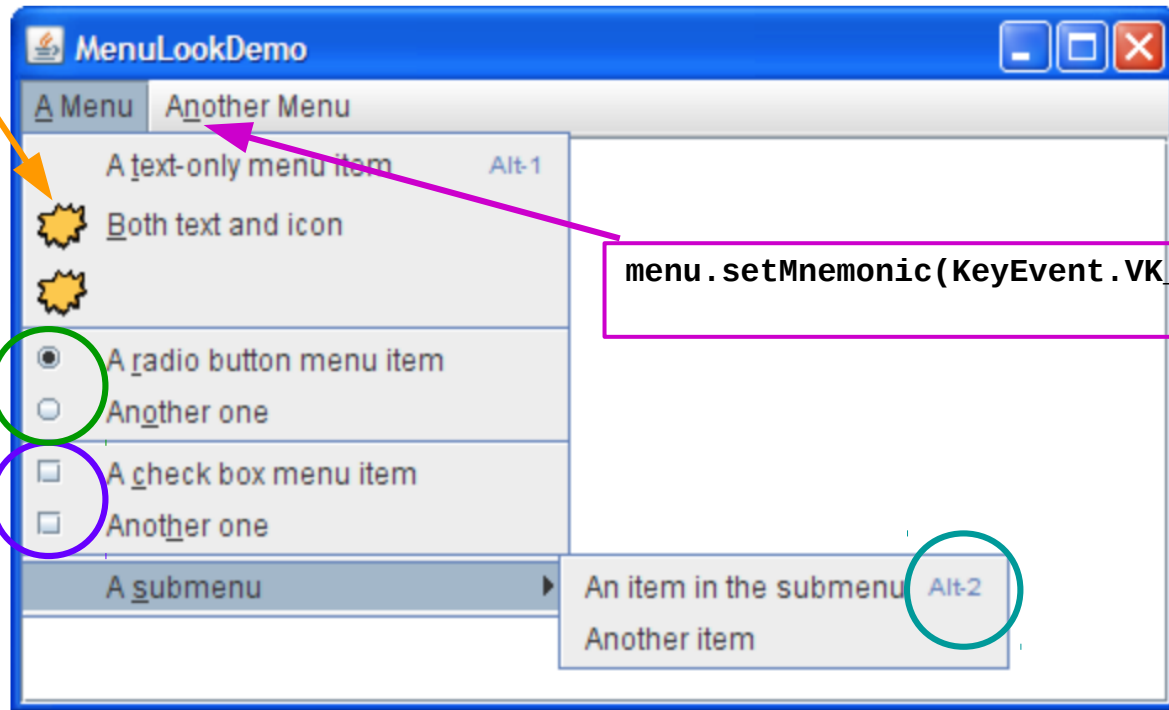 MenuLookDemo
A Menu Another Menu
A text-only menu item Alt-1
Both text and icon
menu.setMnemonic(KeyEvent.VK_
A radio button menu item
Another one
A check box menu item
Another one
A submenu
An item in the submenu Alt-2
Another item